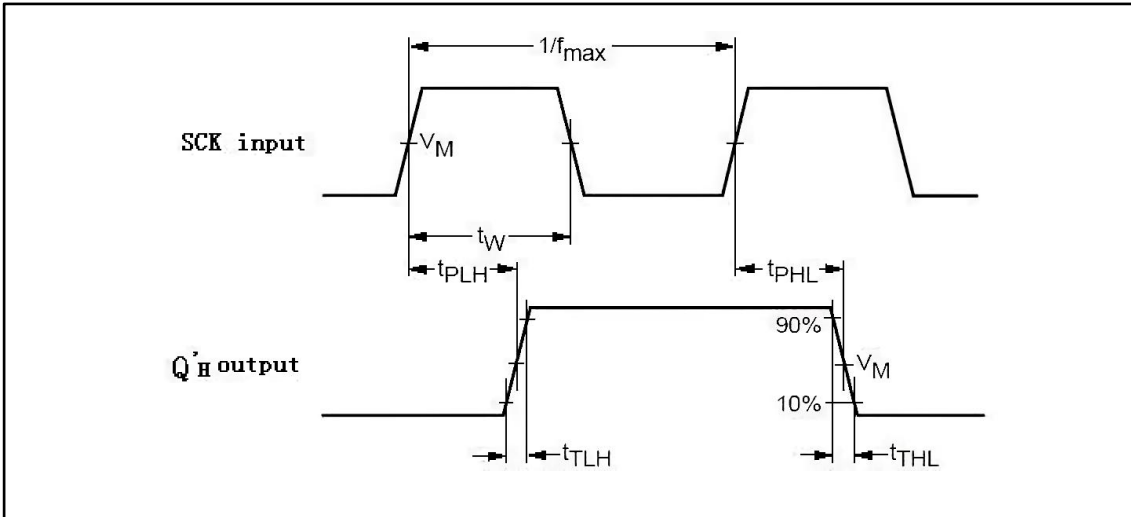 1/fmax
SCK input
VM
tW
tPLH
tPHL
90%
Q'H output
VM
10%
tTLH
tTHL